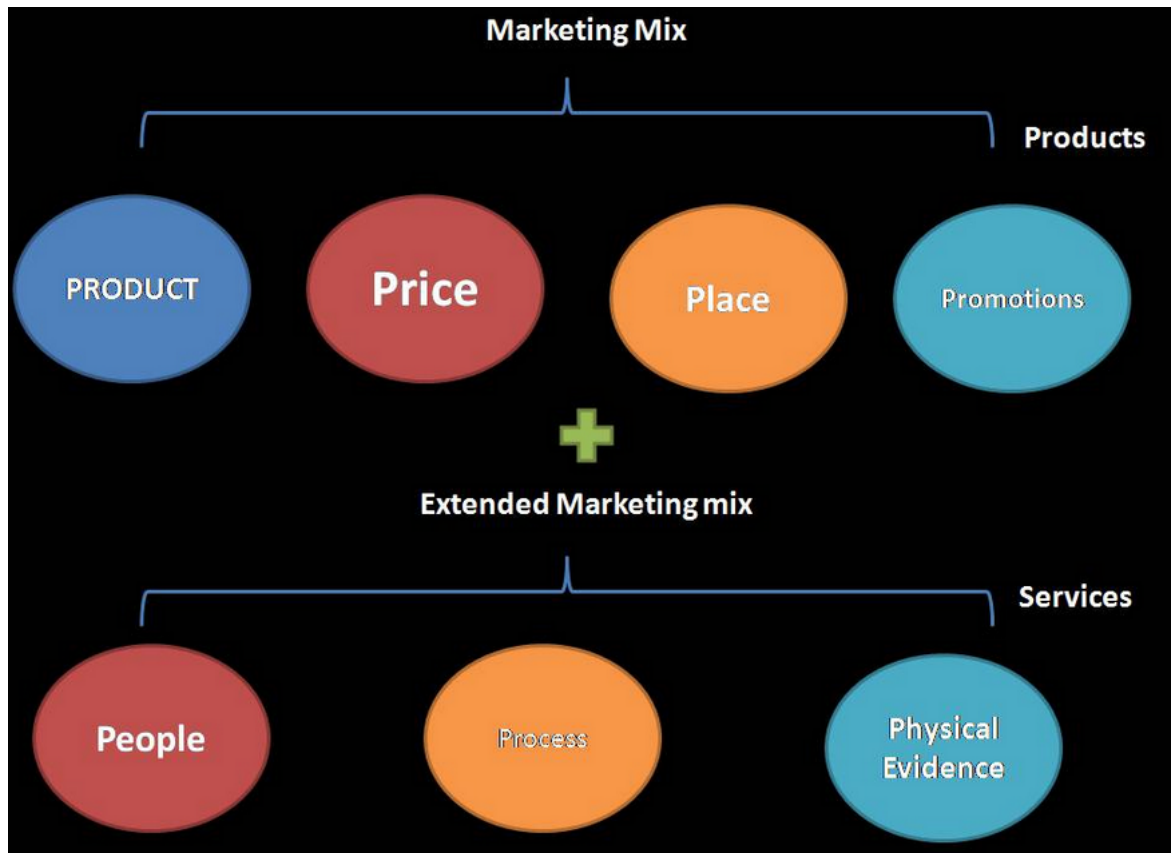 Marketing Mix
Products
PRODUCT
Price
Place
Promotions
Extended Marketing mix
Services
People
Process
Physical
Evidence